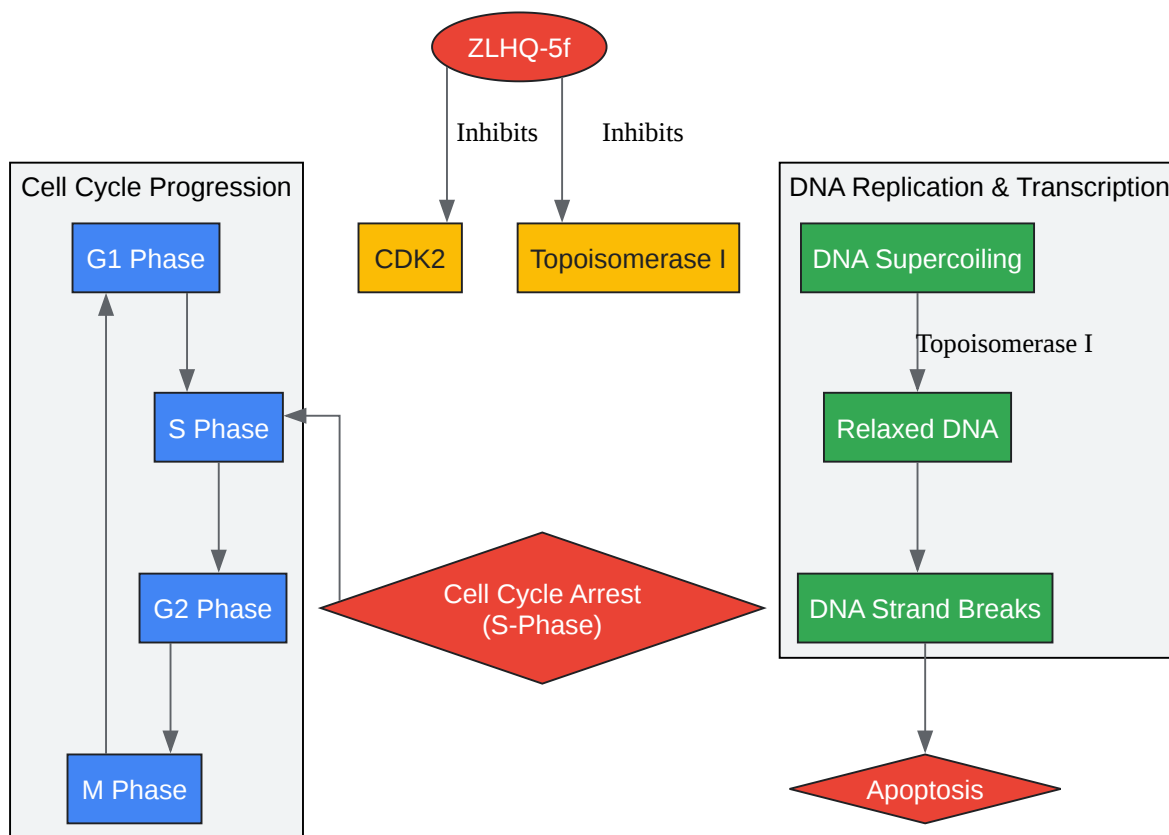 ZLHQ-5f
Inhibits
Inhibits
Cell Cycle Progression
DNA Replication & Transcription
G1 Phase
CDK2
Topoisomerase I
DNA Supercoiling
Topoisomerase I
S Phase
Relaxed DNA
G2 Phase
Cell Cycle Arrest
(S-Phase)
DNA Strand Breaks
M Phase
Apoptosis